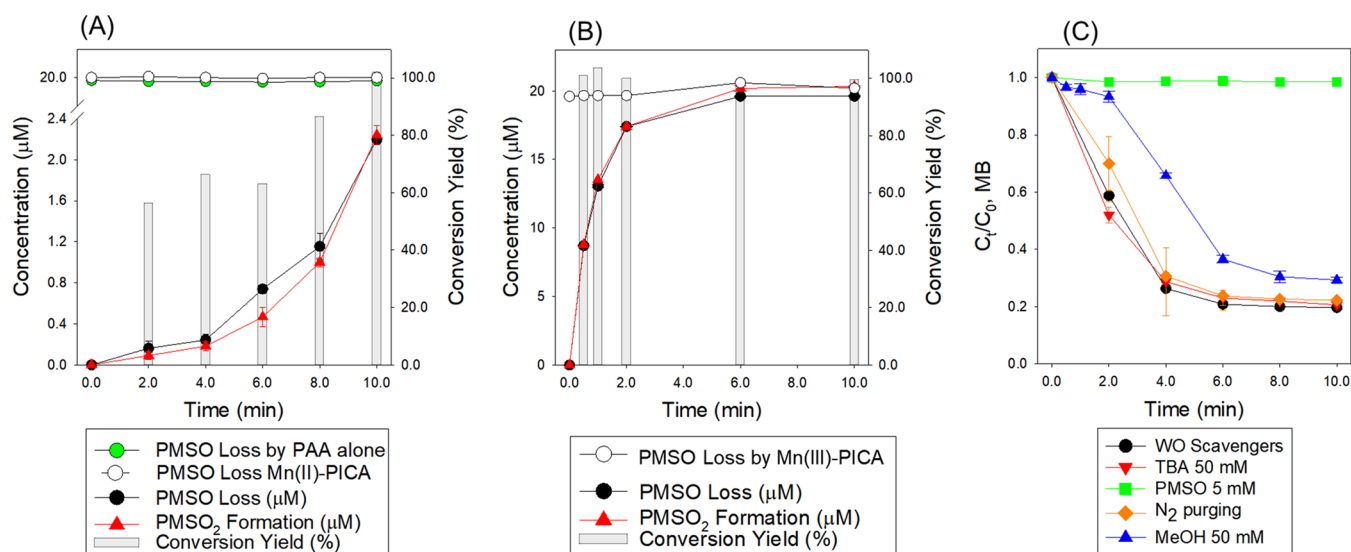 (A)
20.0
2.4
2.0
1.6
1.2
0.8
0.4
0.0
Concentration (μM)
100.0
80.0
60.0
40.0
20.0
0.0
Conversion Yield (%)
0.0 2.0 4.0 6.0 8.0 10.0
Time (min)
PMSO Loss by PAA alone
PMSO Loss Mn(II)-PICA
PMSO Loss (μM)
PMSO₂ Formation (μM)
Conversion Yield (%)
(B)
20
15
10
5
0
Concentration (μM)
100.0
80.0
60.0
40.0
20.0
0.0
Conversion Yield (%)
0.0 2.0 4.0 6.0 8.0 10.0
Time (min)
PMSO Loss by Mn(III)-PICA
PMSO Loss (μM)
PMSO₂ Formation (μM)
Conversion Yield (%)
(C)
1.0
0.8
0.6
0.4
0.2
0.0
Cₜ/C₀, MB
0.0 2.0 4.0 6.0 8.0 10.0
Time (min)
WO Scavengers
TBA 50 mM
PMSO 5 mM
N₂ purging
MeOH 50 mM